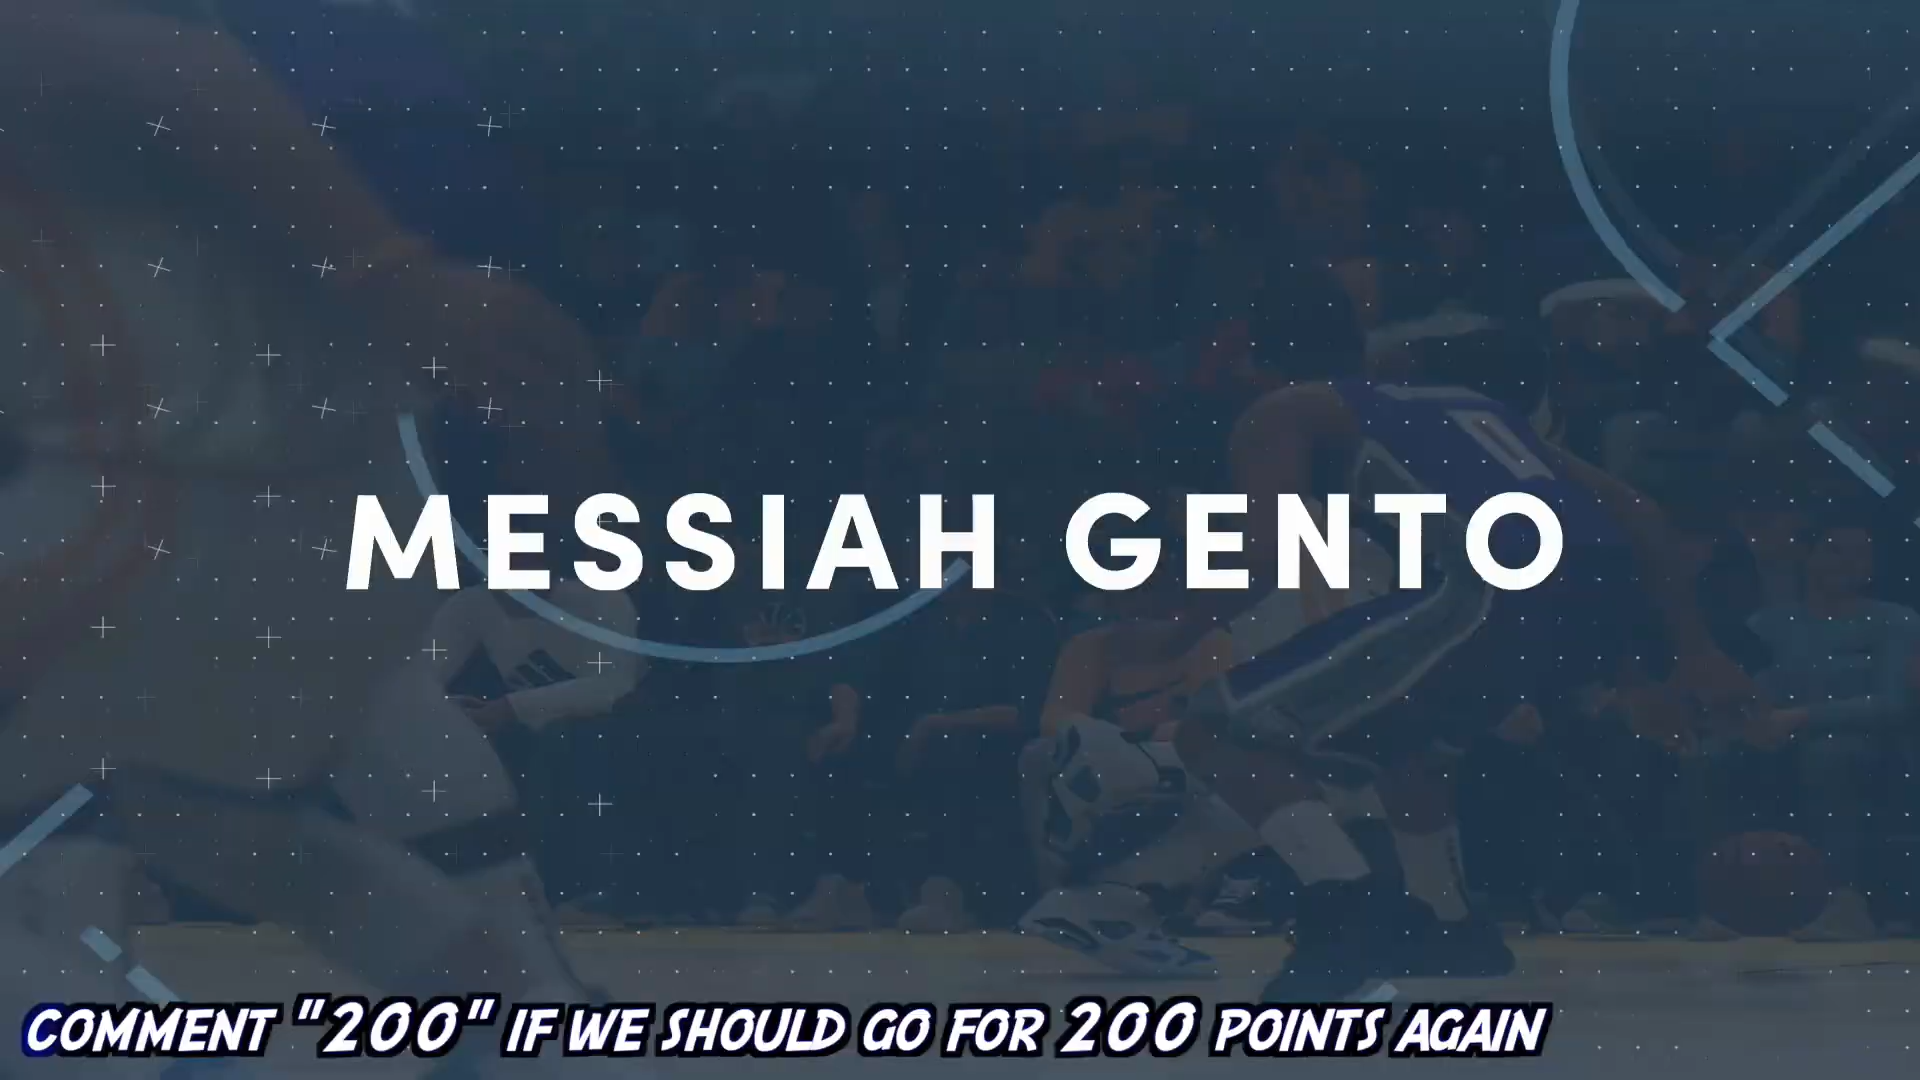 MESSIAH GENTO
COMMENT "200" IF WE SHOULD GO FOR 200 POINTS AGAIN